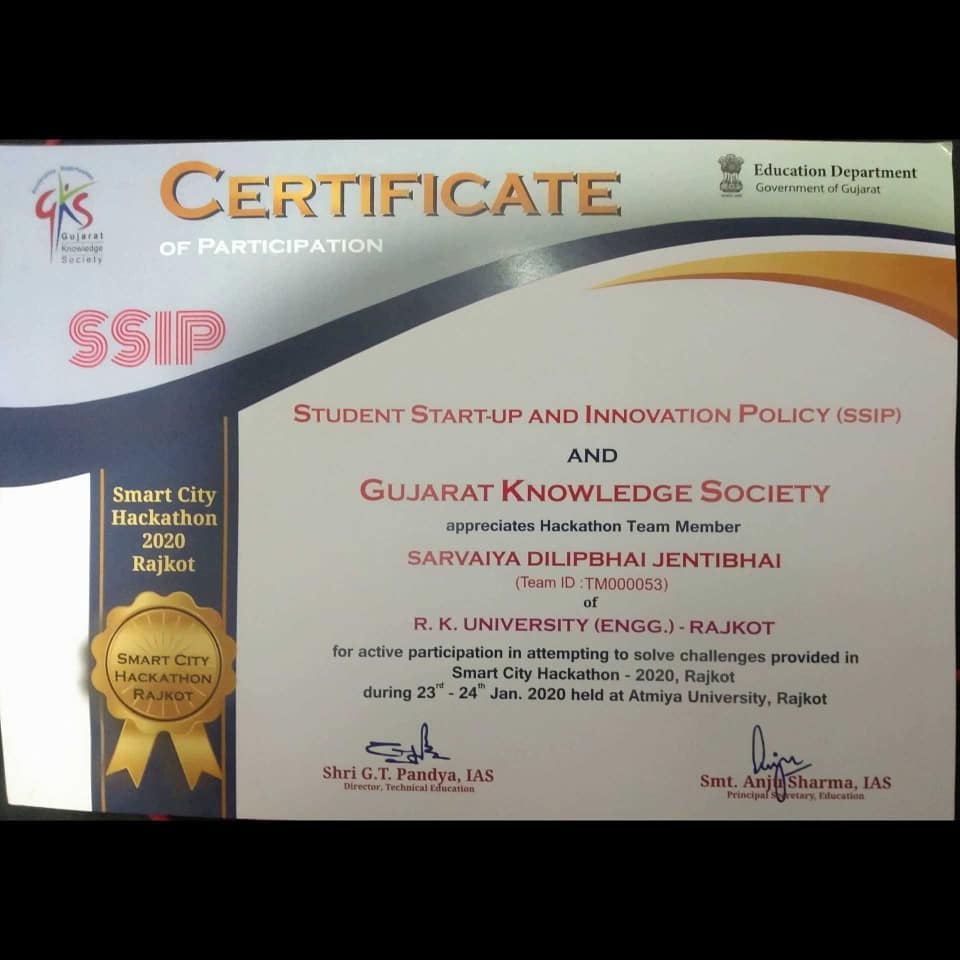 GKS
Gujarat
Knowledge
Society
CERTIFICATE
OF PARTICIPATION
Education Department
Government of Gujarat
SSIP
STUDENT START-UP AND INNOVATION POLICY (SSIP)
AND
GUJARAT KNOWLEDGE SOCIETY
appreciates Hackathon Team Member
SARVAIYA DILIPBHAI JENTIBHAI
(Team ID :TM000053)
of
R. K. UNIVERSITY (ENGG.) - RAJKOT
for active participation in attempting to solve challenges provided in
Smart City Hackathon - 2020, Rajkot
during 23rd - 24th Jan. 2020 held at Atmiya University, Rajkot
Smart City
Hackathon
2020
Rajkot
SMART CITY
HACKATHON
RAJKOT
Shri G.T. Pandya, IAS
Director, Technical Education
Smt. Anju Sharma, IAS
Principal Secretary, Education